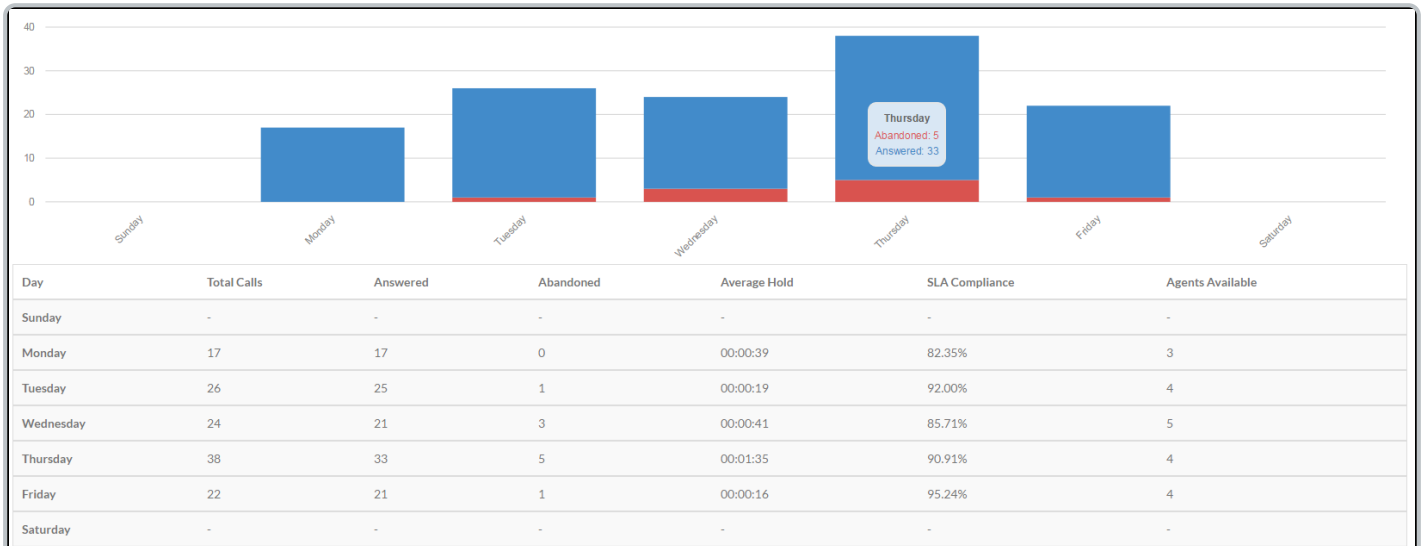 40
30
20
10
0
Thursday
Abandoned: 5
Answered: 33
Sunday
Monday
Tuesday
Wednesday
Thursday
Friday
Saturday
Day Total Calls Answered Abandoned Average Hold SLA Compliance Agents Available
Sunday - - - - - -
Monday 17 17 0 00:00:39 82.35% 3
Tuesday 26 25 1 00:00:19 92.00% 4
Wednesday 24 21 3 00:00:41 85.71% 5
Thursday 38 33 5 00:01:35 90.91% 4
Friday 22 21 1 00:00:16 95.24% 4
Saturday - - - - - -